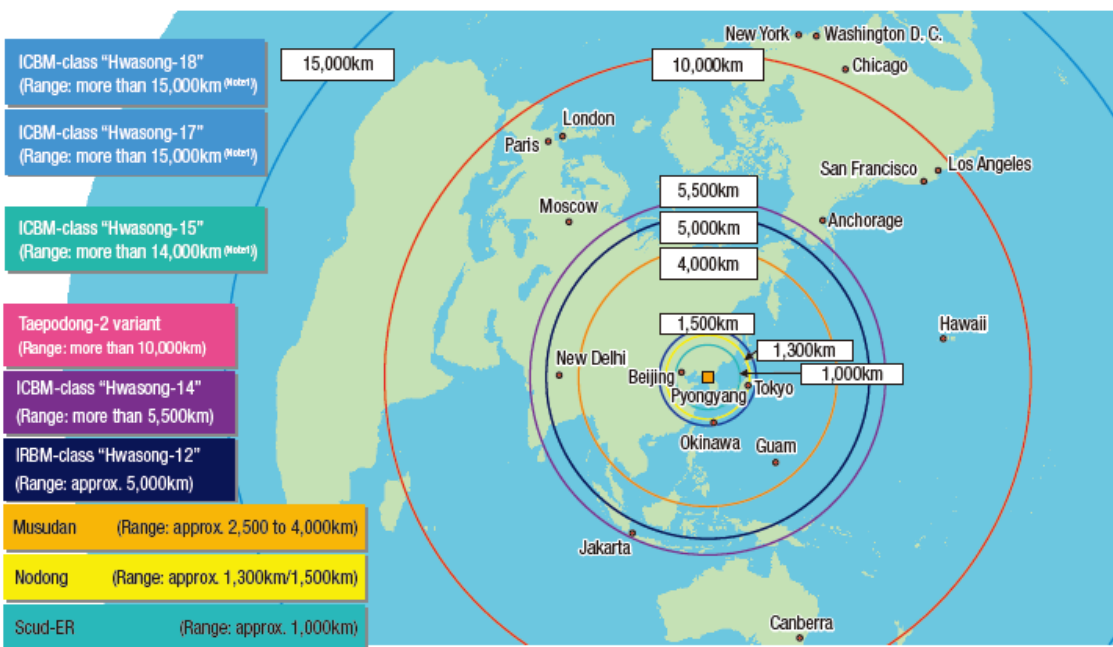 ICBM-class “Hwasong-18”
(Range: more than 15,000km (Note1))
ICBM-class “Hwasong-17”
(Range: more than 15,000km (Note1))
ICBM-class “Hwasong-15”
(Range: more than 14,000km (Note1))
Taepodong-2 variant
(Range: more than 10,000km)
ICBM-class “Hwasong-14”
(Range: more than 5,500km)
IRBM-class “Hwasong-12”
(Range: approx. 5,000km)
Musudan (Range: approx. 2,500 to 4,000km)
Nodong (Range: approx. 1,300km/1,500km)
Scud-ER (Range: approx. 1,000km)
15,000km
10,000km
New York
Washington D. C.
Chicago
London
Paris
San Francisco
Los Angeles
5,500km
Moscow
Anchorage
5,000km
4,000km
1,500km
Hawaii
1,300km
New Delhi
Beijing
1,000km
Pyongyang
Tokyo
Okinawa
Guam
Jakarta
Canberra